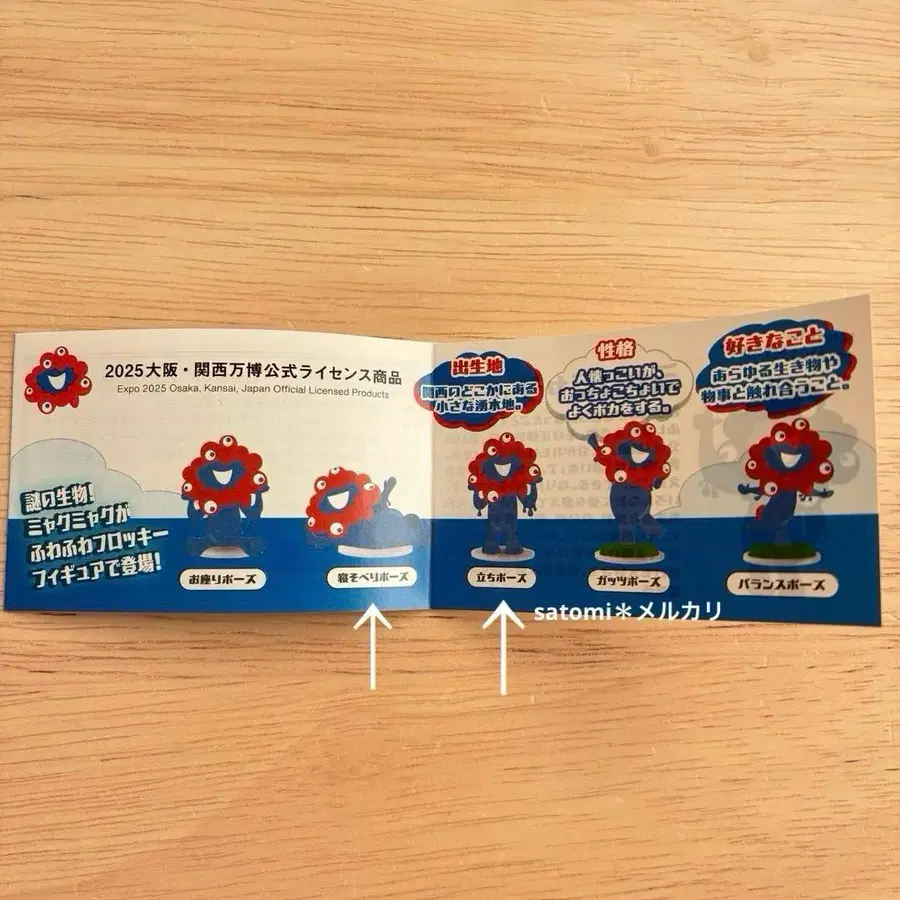 2025大阪・関西万博公式ライセンス商品
Expo 2025 Osaka, Kansai, Japan Official Licensed Products
謎の生物!
ミャクミャクが
ふわふわフロッキー
フィギュアで登場!
お座りポーズ
寝そべりポーズ
出生地
関西のどこかにある
小さな湧水地。
立ちポーズ
性格
人懐っこいが、
おっちょこちょいで
よくポカをする。
ガッツポーズ
好きなこと
あらゆる生き物や
物事と触れ合うこと。
バランスポーズ
satomi＊メルカリ